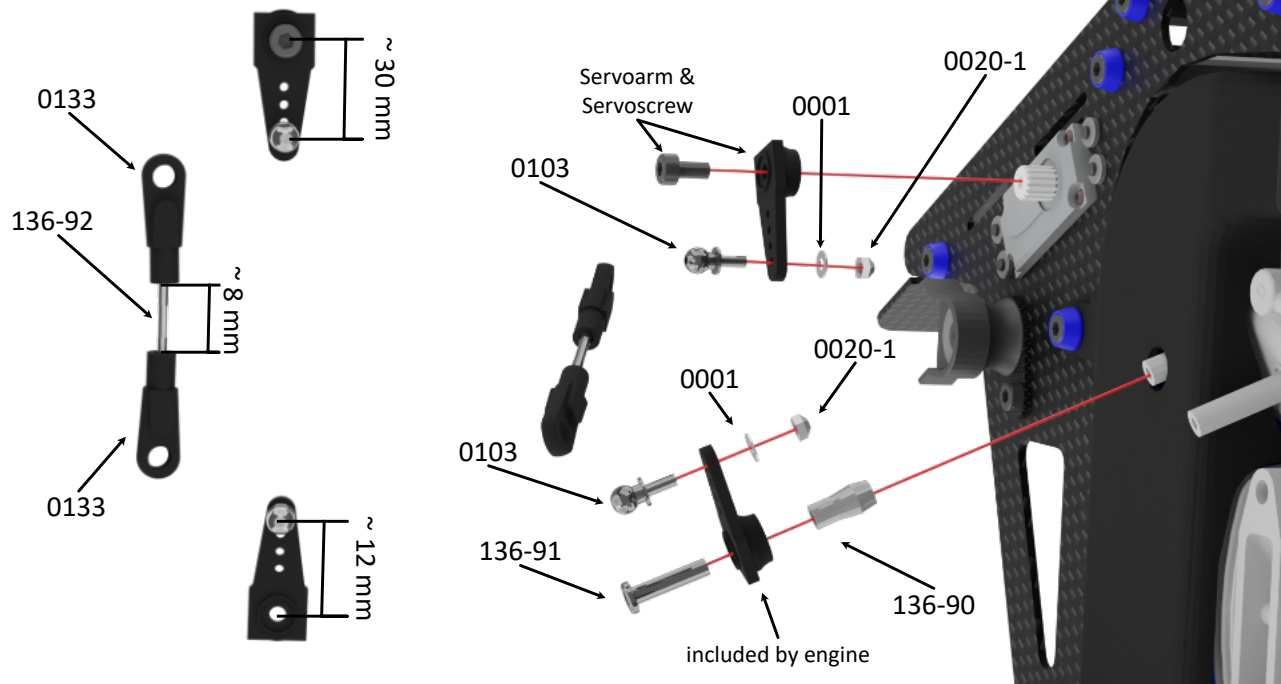 0133
136-92
0133
~ 8 mm
~ 30 mm
~ 12 mm
Servoarm &
Servoscrew
0103
0001
0020-1
0020-1
0001
0103
136-91
136-90
included by engine